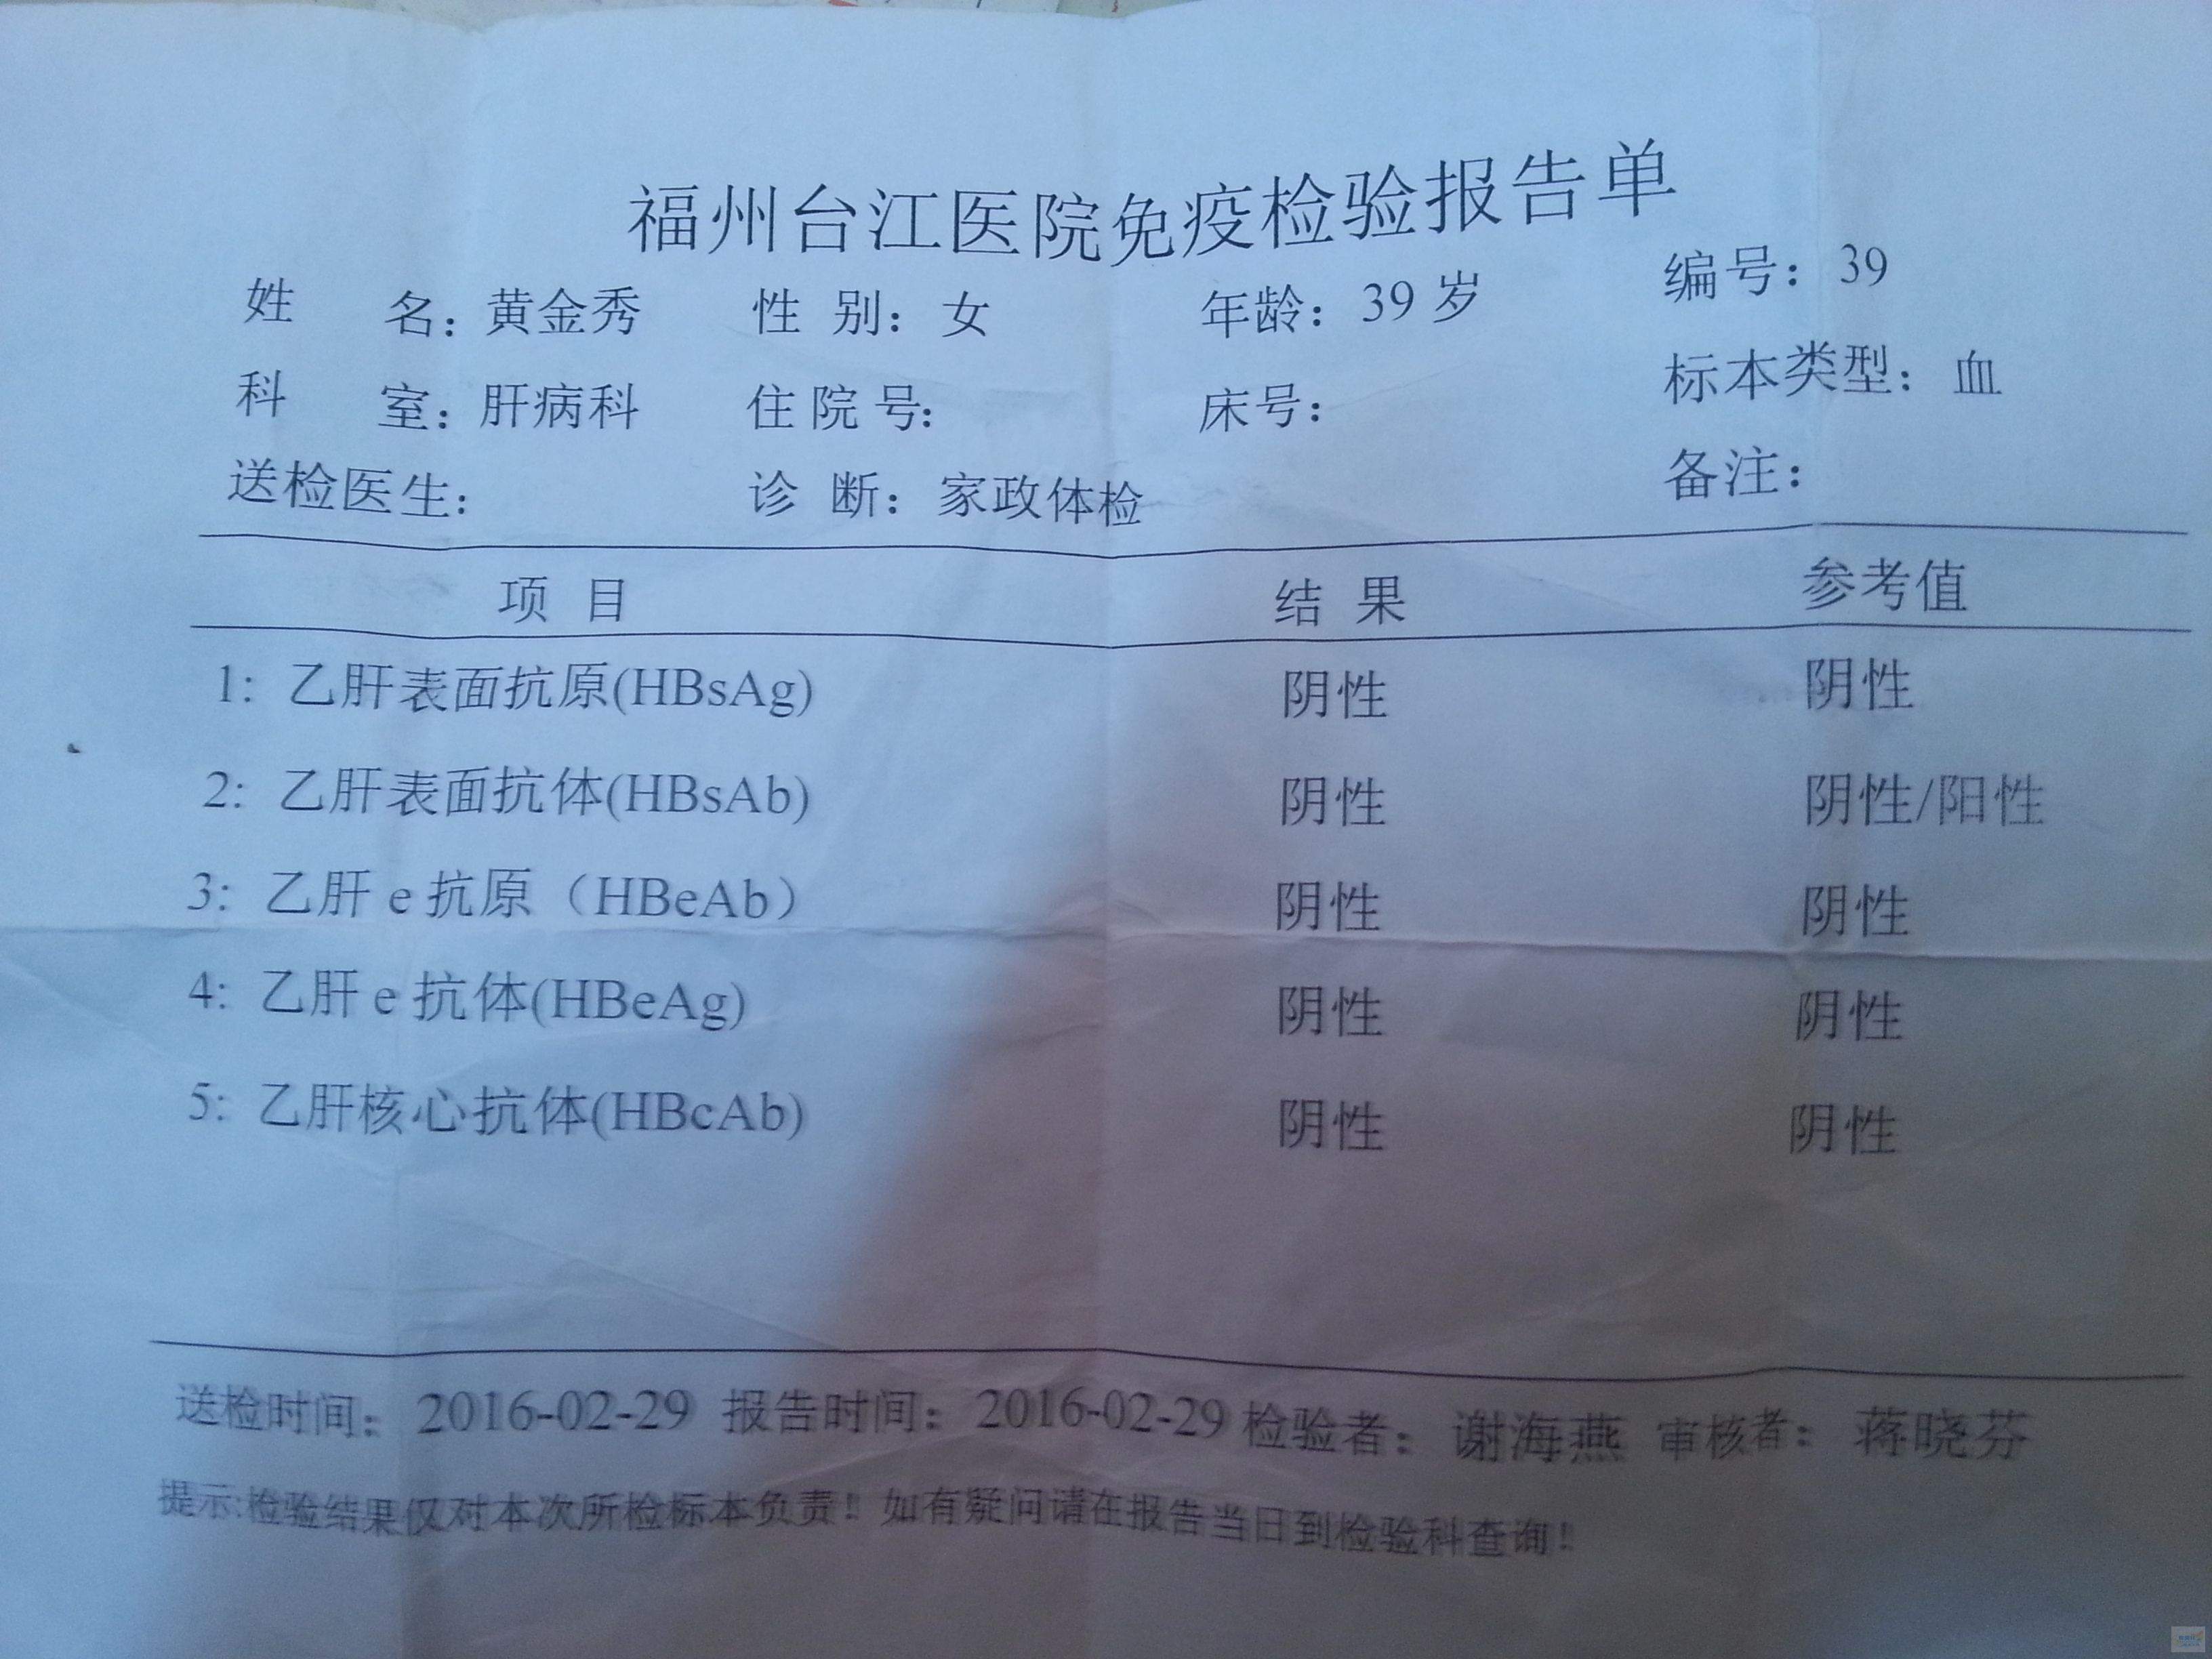 福州台江医院免疫检验报告单
姓 名：黄金秀 性 别：女 年龄：39 岁 编号：39
科 室：肝病科 住 院 号： 床号： 标本类型：血
送检医生： 诊 断：家政体检 备注：
项 目 结 果 参考值
1: 乙肝表面抗原(HBsAg) 阴性 阴性
2: 乙肝表面抗体(HBsAb) 阴性 阴性/阳性
3: 乙肝 e 抗原（HBeAb） 阴性 阴性
4: 乙肝 e 抗体(HBeAg) 阴性 阴性
5: 乙肝核心抗体(HBcAb) 阴性 阴性
送检时间： 2016-02-29 报告时间：2016-02-29 检验者： 谢海燕 审核者： 蒋晓芬
提示:检验结果仅对本次所检标本负责！如有疑问请在报告当日到检验科查询！